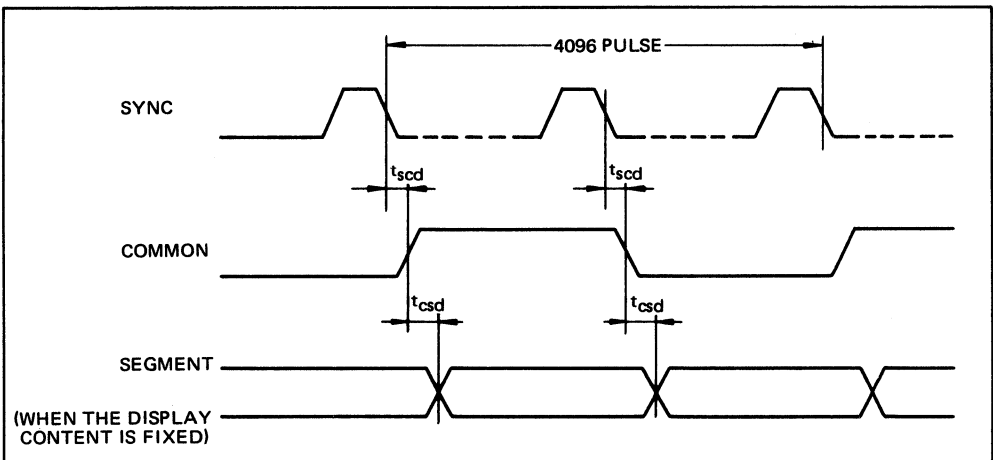 4096 PULSE
SYNC
tscd
tscd
COMMON
tcsd
tcsd
SEGMENT
(WHEN THE DISPLAY
CONTENT IS FIXED)